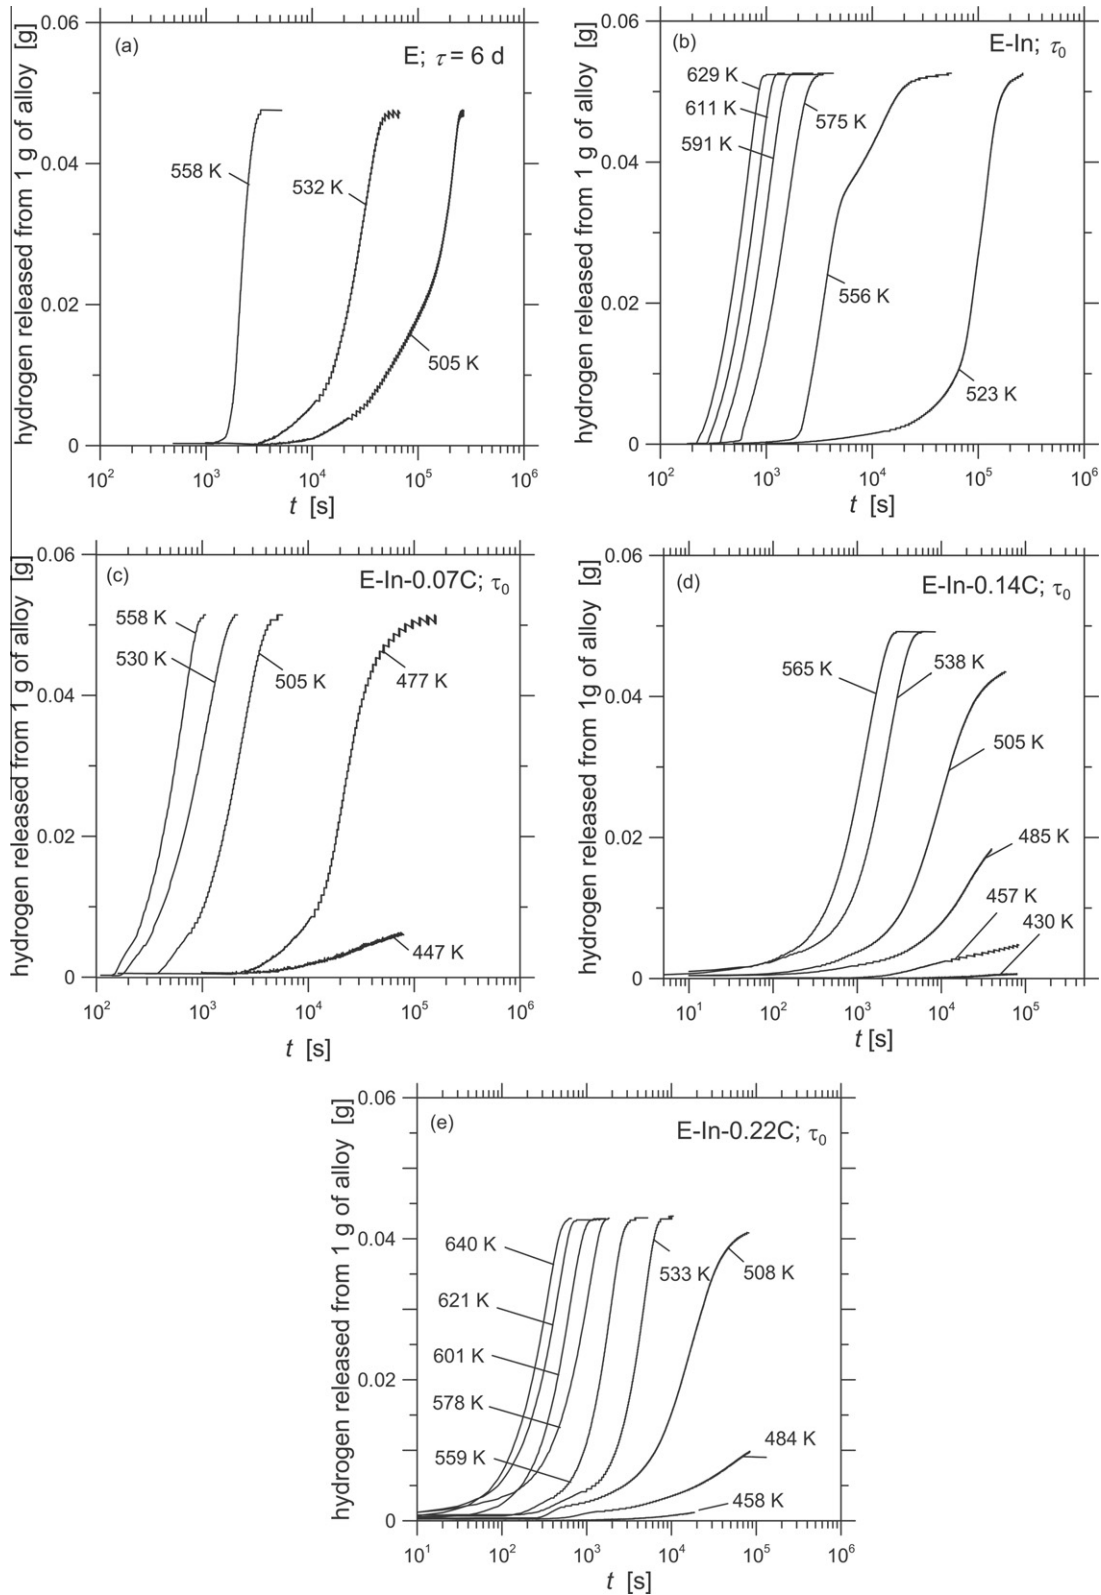 hydrogen released from 1 g of alloy [g]
0.06
0.04
0.02
0
(a)
E; τ = 6 d
558 K
532 K
505 K
10² 10³ 10⁴ 10⁵ 10⁶
t [s]
hydrogen released from 1 g of alloy [g]
0.06
0.04
0.02
0
(b)
E-In; τ₀
629 K
611 K
591 K
575 K
556 K
523 K
10² 10³ 10⁴ 10⁵ 10⁶
t [s]
hydrogen released from 1 g of alloy [g]
0.06
0.04
0.02
0
(c)
E-In-0.07C; τ₀
558 K
530 K
505 K
477 K
447 K
10² 10³ 10⁴ 10⁵ 10⁶
t [s]
hydrogen released from 1g of alloy [g]
0.06
0.04
0.02
0
(d)
E-In-0.14C; τ₀
565 K
538 K
505 K
485 K
457 K
430 K
10¹ 10² 10³ 10⁴ 10⁵
t [s]
hydrogen released from 1 g of alloy [g]
0.06
0.04
0.02
0
(e)
E-In-0.22C; τ₀
640 K
621 K
601 K
578 K
559 K
533 K
508 K
484 K
458 K
10¹ 10² 10³ 10⁴ 10⁵ 10⁶
t [s]